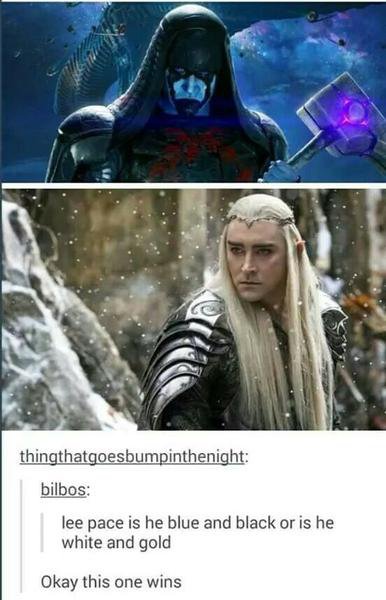 thingthatgoesbumpinthenight:
bilbos:
lee pace is he blue and black or is he
white and gold
Okay this one wins